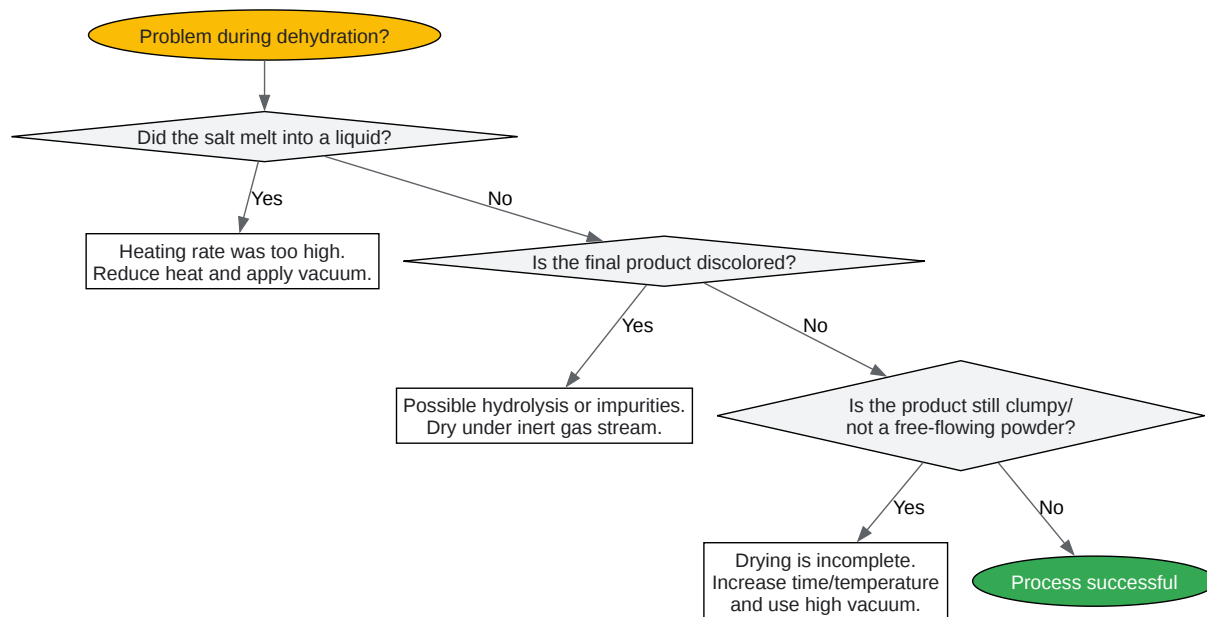 Problem during dehydration?
Did the salt melt into a liquid?
Yes
No
Heating rate was too high.
Reduce heat and apply vacuum.
Is the final product discolored?
Yes
No
Possible hydrolysis or impurities.
Dry under inert gas stream.
Is the product still clumpy/
not a free-flowing powder?
Yes
No
Drying is incomplete.
Increase time/temperature
and use high vacuum.
Process successful